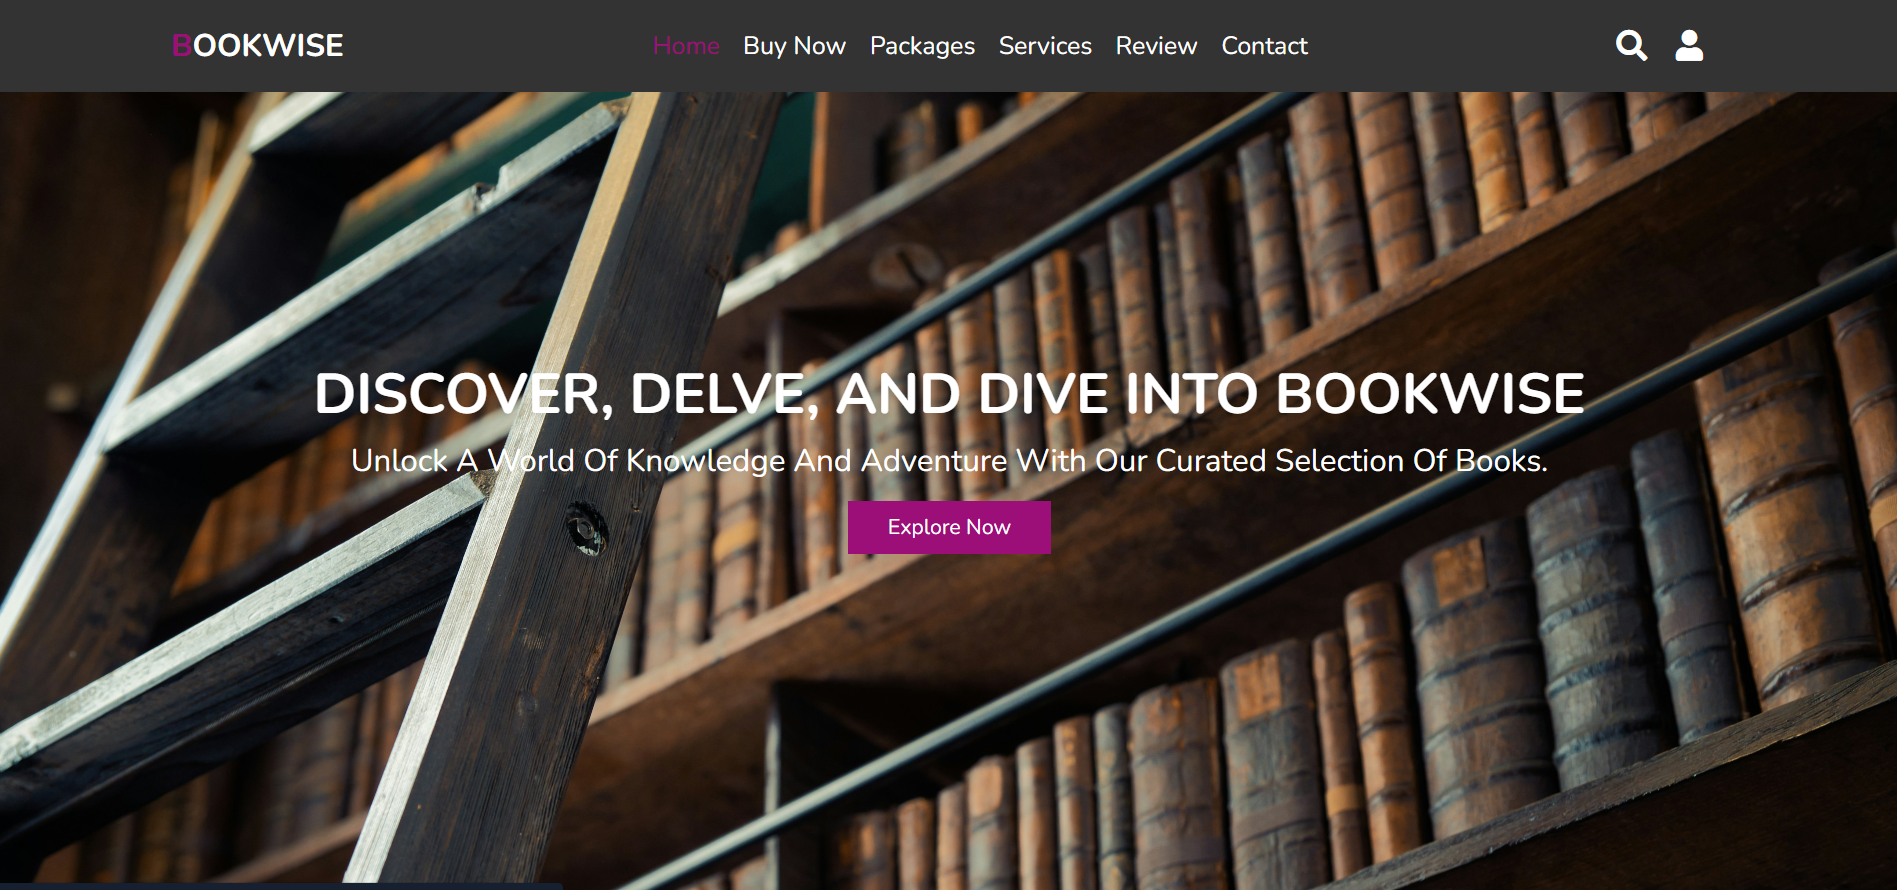 BOOKWISE
Home Buy Now Packages Services Review Contact
DISCOVER, DELVE, AND DIVE INTO BOOKWISE
Unlock A World Of Knowledge And Adventure With Our Curated Selection Of Books.
Explore Now